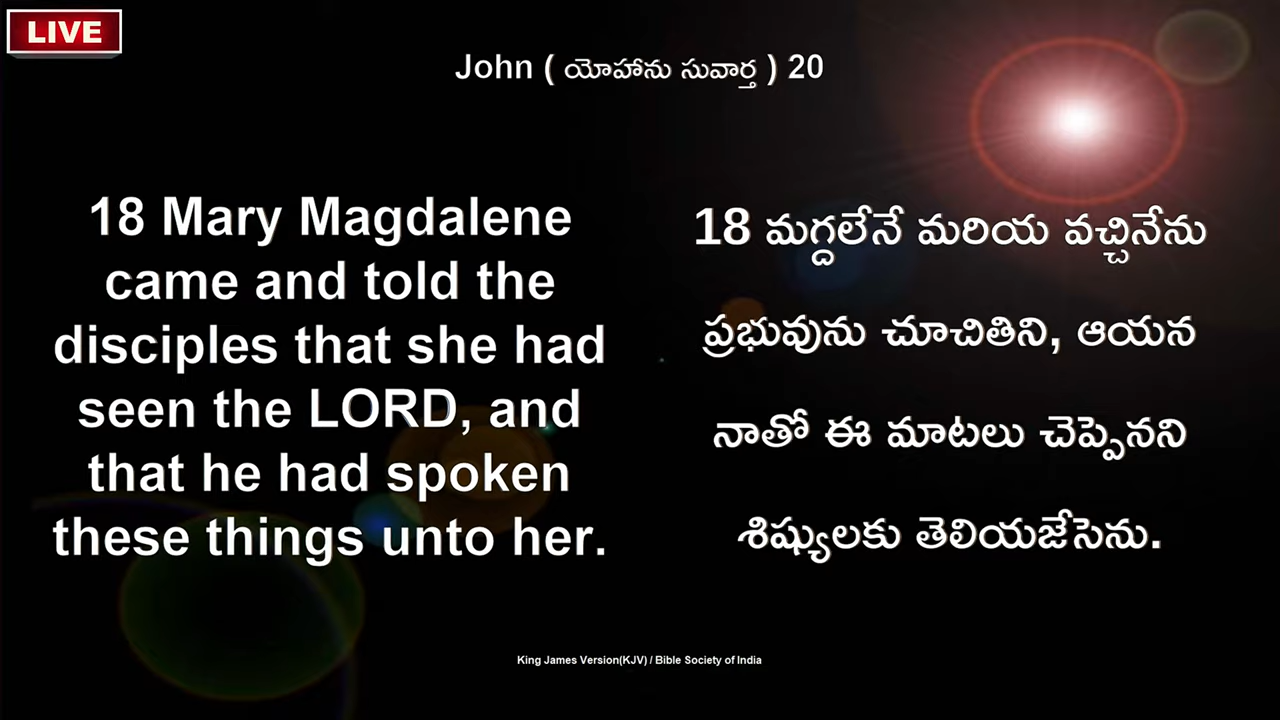 LIVE
John ( యోహాను సువార్త ) 20
18 Mary Magdalene
came and told the
disciples that she had
seen the LORD, and
that he had spoken
these things unto her.
18 మగ్దలేనే మరియ వచ్చినేను
ప్రభువును చూచితిని, ఆయన
నాతో ఈ మాటలు చెప్పెనని
శిష్యులకు తెలియజేసెను.
King James Version(KJV) / Bible Society of India